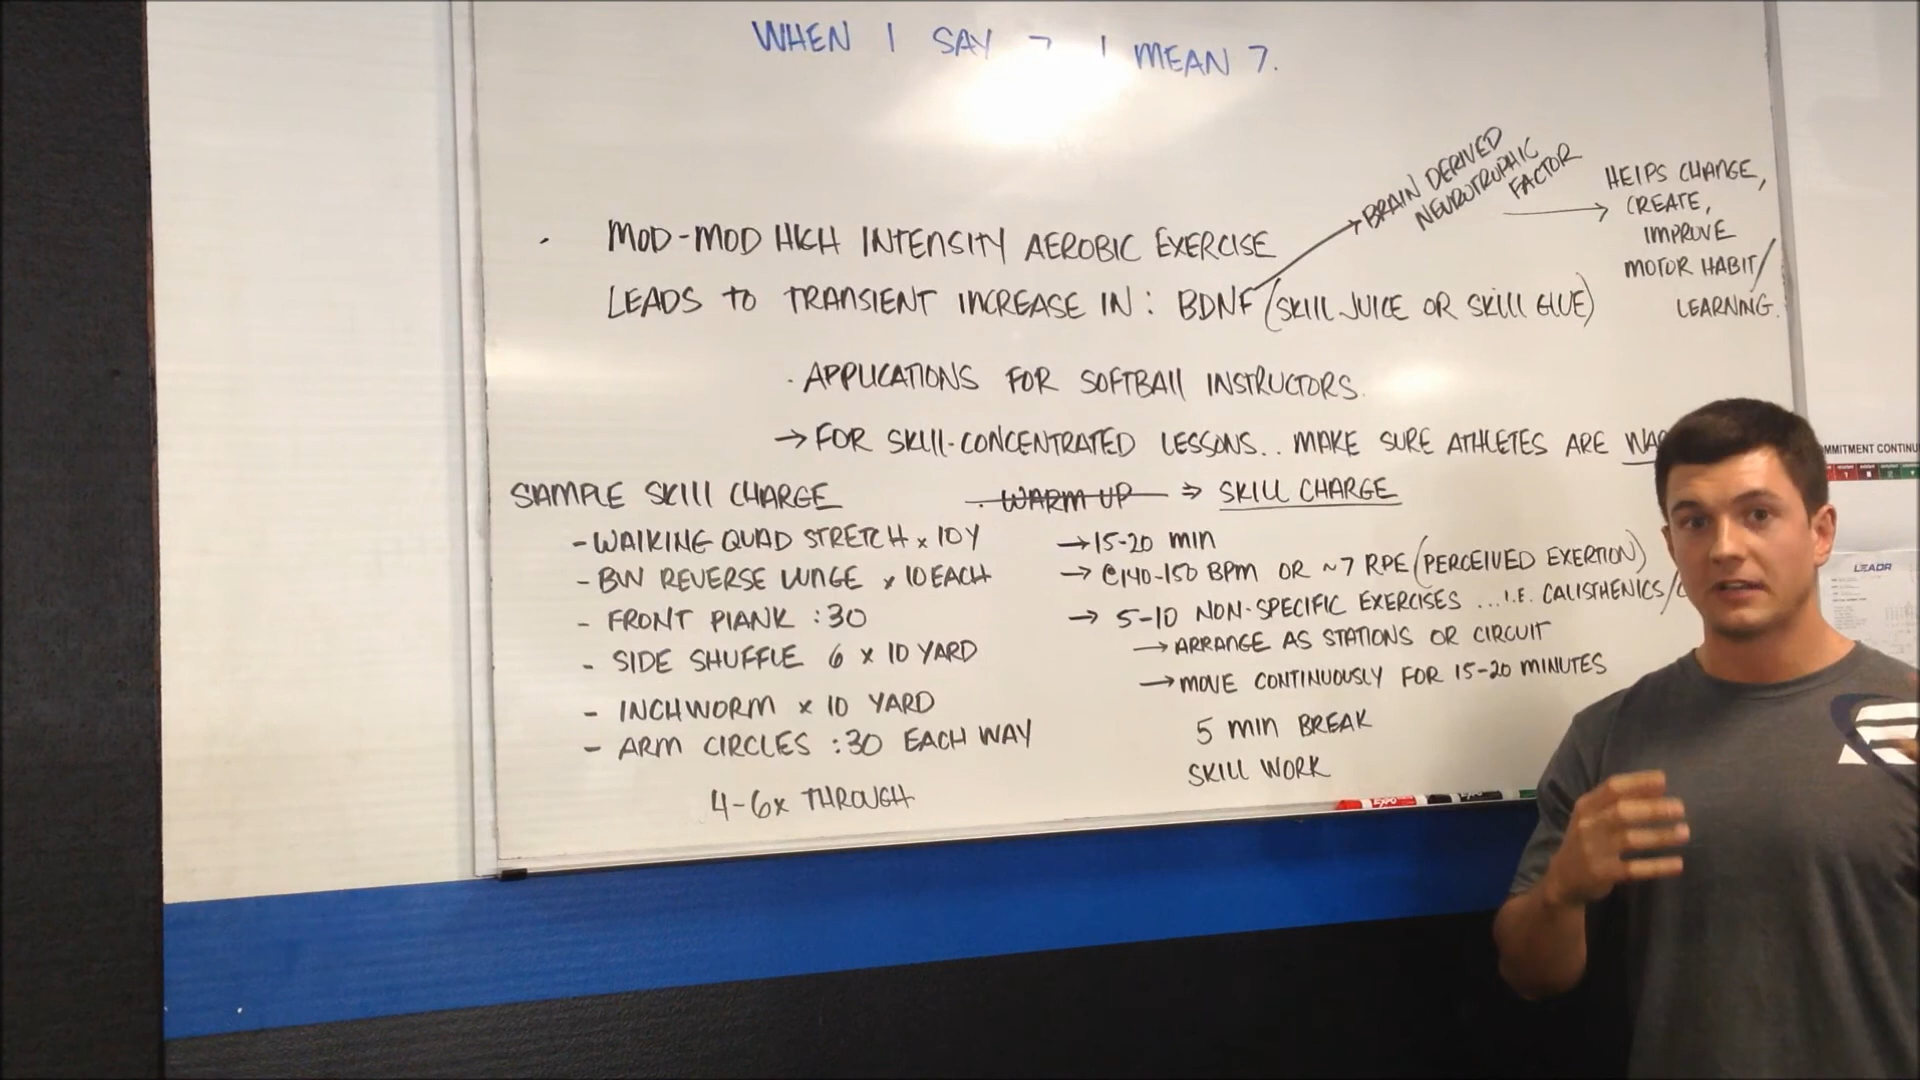 WHEN I SAY 7 I MEAN 7.
BRAIN DERIVED
NEUROTROPHIC
FACTOR
HELPS CHANGE,
CREATE,
IMPROVE
MOTOR HABIT/
LEARNING.
. MOD-MOD HIGH INTENSITY AEROBIC EXERCISE
LEADS TO TRANSIENT INCREASE IN: BDNF (SKILL JUICE OR SKILL GLUE)
. APPLICATIONS FOR SOFTBALL INSTRUCTORS.
→ FOR SKILL-CONCENTRATED LESSONS.. MAKE SURE ATHLETES ARE
SAMPLE SKILL CHARGE
- WALKING QUAD STRETCH x 10Y
- BW REVERSE LUNGE x 10 EACH
- FRONT PLANK :30
- SIDE SHUFFLE 6 x 10 YARD
- INCHWORM x 10 YARD
- ARM CIRCLES :30 EACH WAY
4-6x THROUGH
. WARM UP ⇒ SKILL CHARGE
→ 15-20 MIN
→ @140-150 BPM OR ~7 RPE (PERCEIVED EXERTION)
→ 5-10 NON-SPECIFIC EXERCISES ...I.E. CALISTHENICS/
→ ARRANGE AS STATIONS OR CIRCUIT
→ MOVE CONTINUOUSLY FOR 15-20 MINUTES
5 MIN BREAK
SKILL WORK
EXPO
EXPO
COMMITMENT CONTINU
LEADR